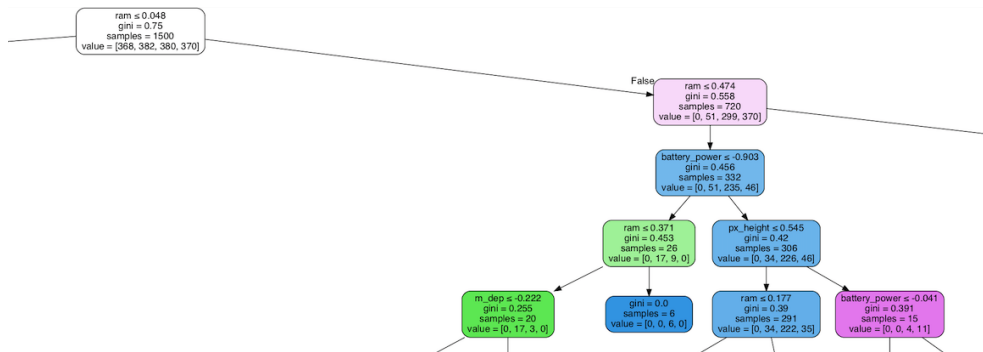 ram ≤ 0.048
gini = 0.75
samples = 1500
value = [368, 382, 380, 370]
False
ram ≤ 0.474
gini = 0.558
samples = 720
value = [0, 51, 299, 370]
battery_power ≤ -0.903
gini = 0.456
samples = 332
value = [0, 51, 235, 46]
ram ≤ 0.371
gini = 0.453
samples = 26
value = [0, 17, 9, 0]
px_height ≤ 0.545
gini = 0.42
samples = 306
value = [0, 34, 226, 46]
m_dep ≤ -0.222
gini = 0.255
samples = 20
value = [0, 17, 3, 0]
gini = 0.0
samples = 6
value = [0, 0, 6, 0]
ram ≤ 0.177
gini = 0.39
samples = 291
value = [0, 34, 222, 35]
battery_power ≤ -0.041
gini = 0.391
samples = 15
value = [0, 0, 4, 11]